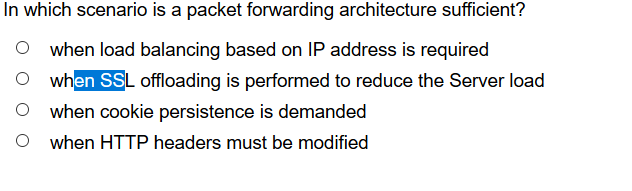 In which scenario is a packet forwarding architecture sufficient?
when load balancing based on IP address is required
when SSL offloading is performed to reduce the Server load
when cookie persistence is demanded
when HTTP headers must be modified